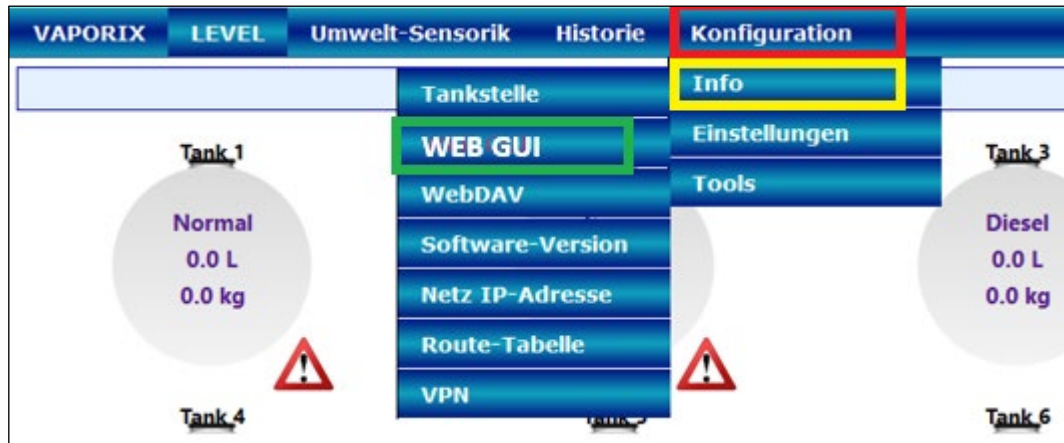 VAPORIX LEVEL Umwelt-Sensorik Historie Konfiguration
Tankstelle
WEB GUI
WebDAV
Software-Version
Netz IP-Adresse
Route-Tabelle
VPN
Info
Einstellungen
Tools
Tank 1
Normal
0.0 L
0.0 kg
Tank 3
Diesel
0.0 L
0.0 kg
Tank 4
Tank 6